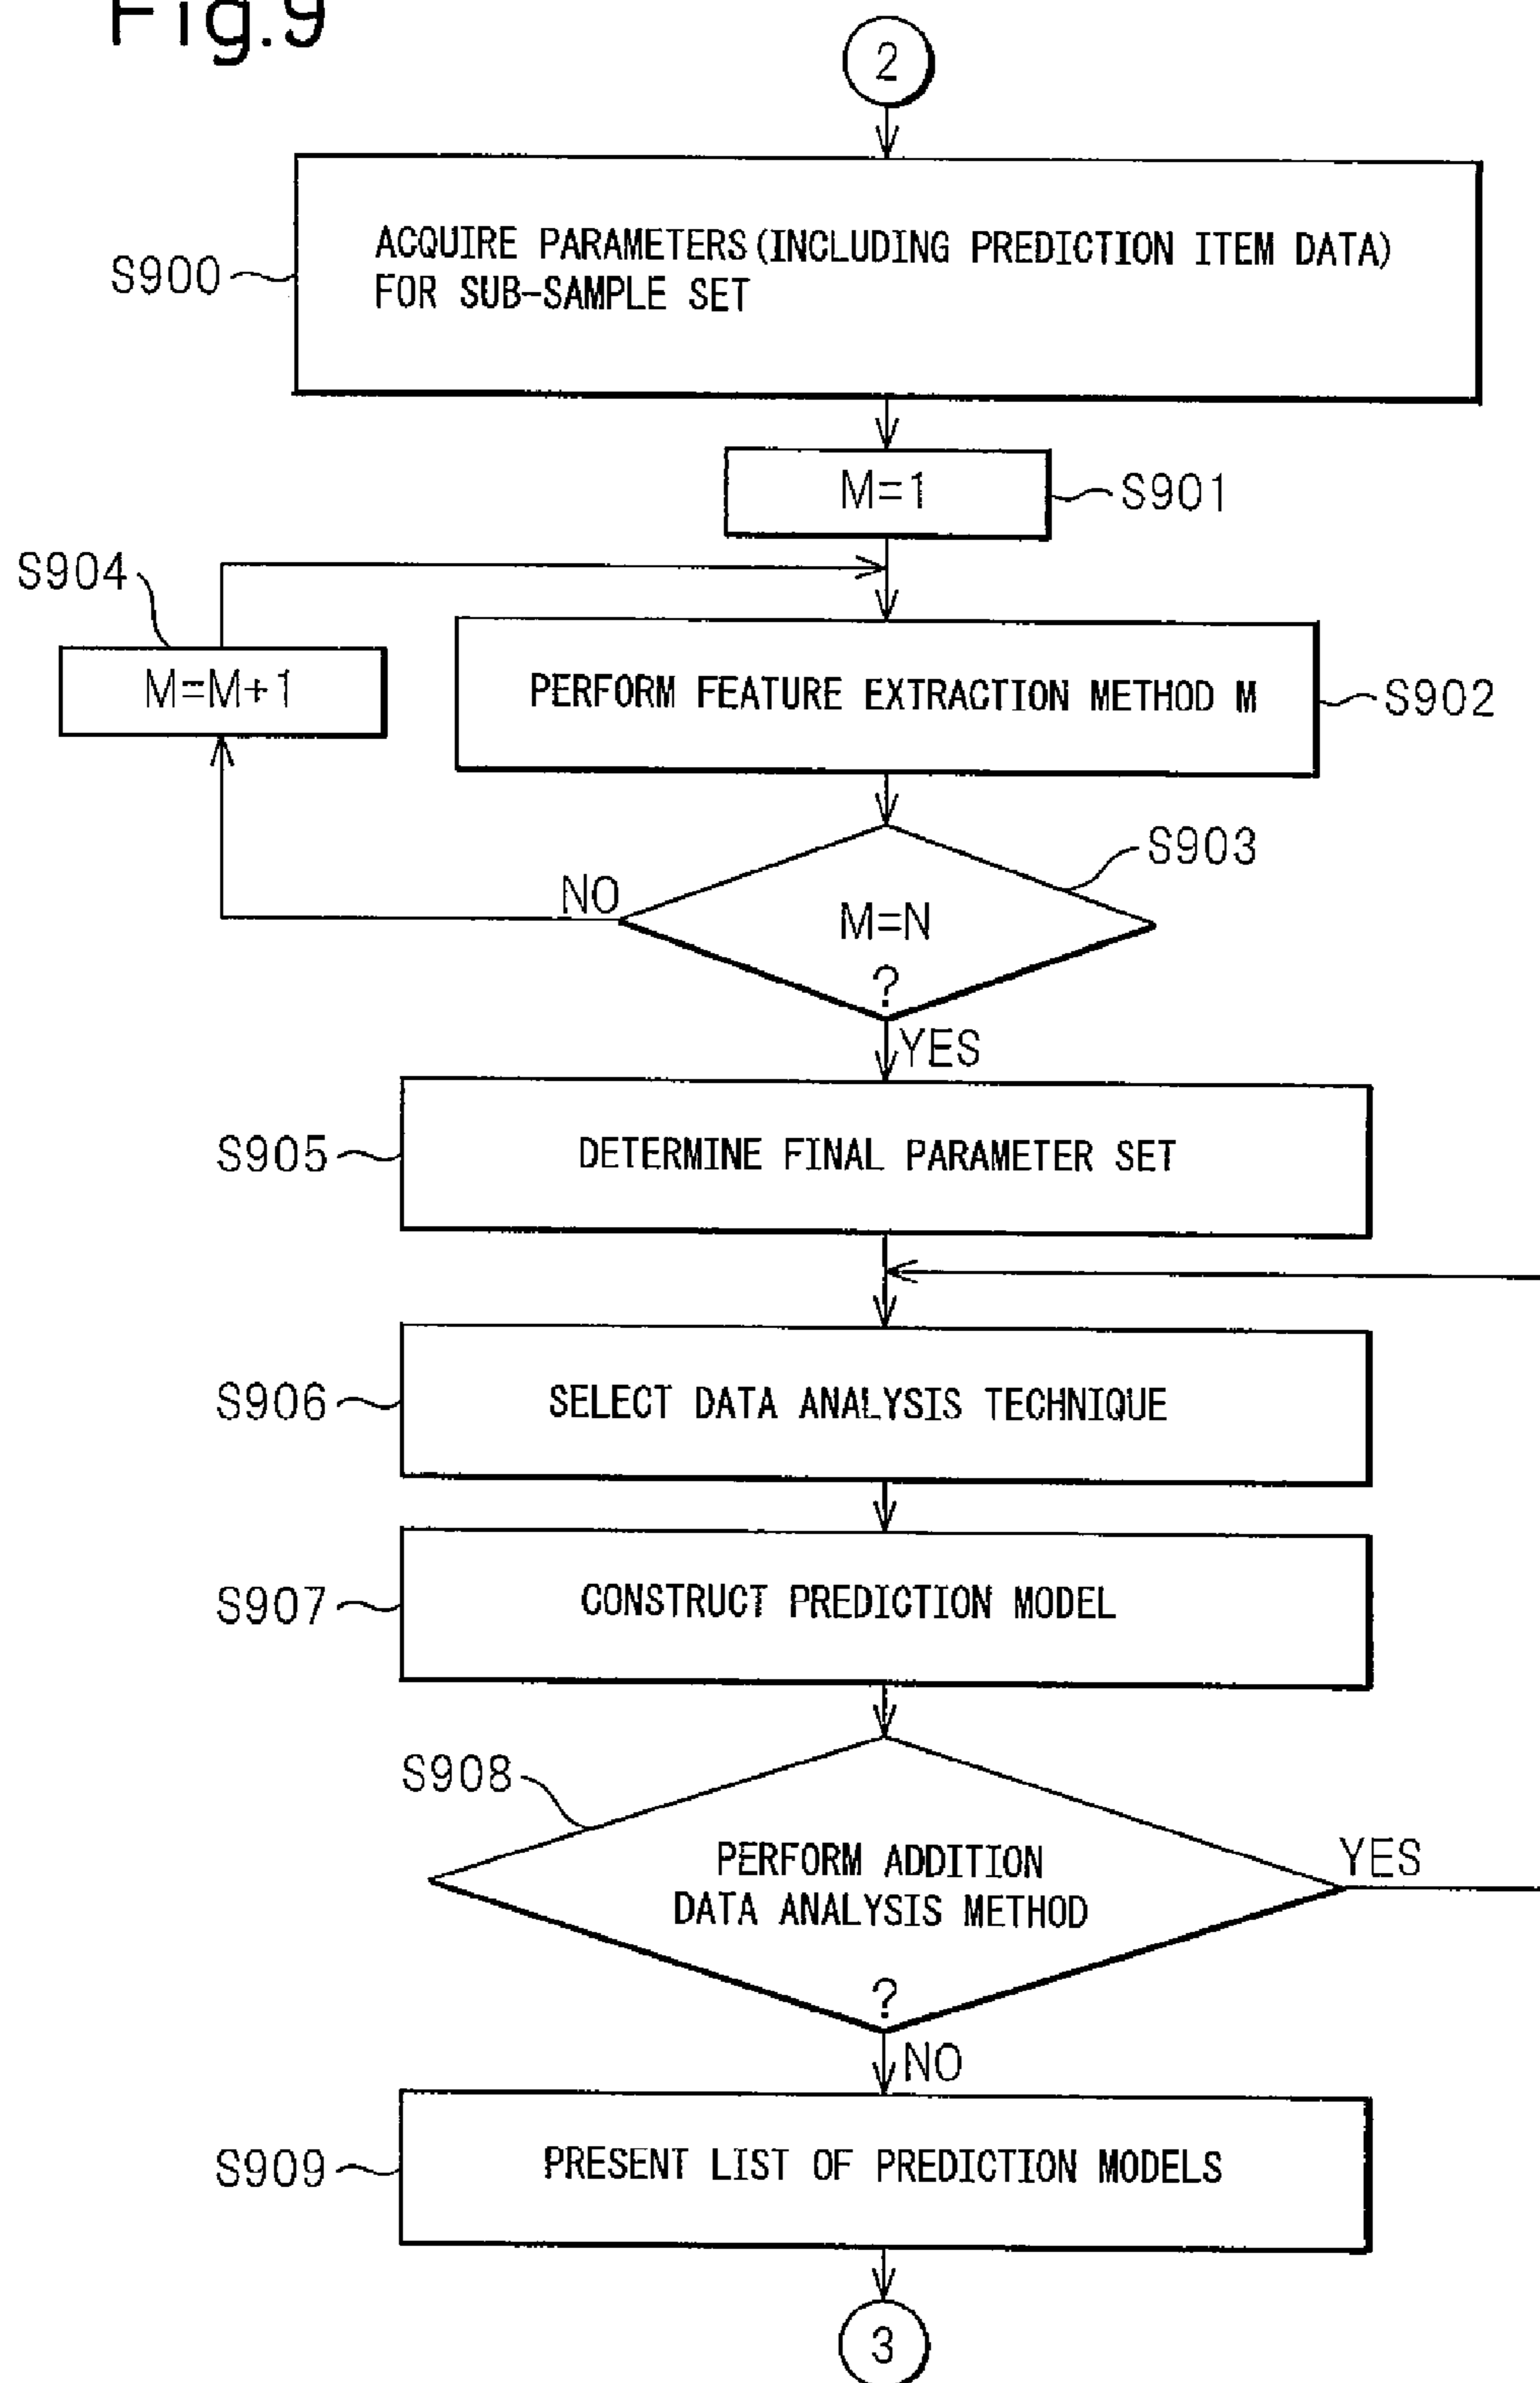 Fig.9
2
S900
ACQUIRE PARAMETERS(INCLUDING PREDICTION ITEM DATA)
FOR SUB-SAMPLE SET
M=1
S901
S904
M=M+1
PERFORM FEATURE EXTRACTION METHOD M
S902
S903
NO
M=N
?
YES
S905
DETERMINE FINAL PARAMETER SET
S906
SELECT DATA ANALYSIS TECHNIQUE
S907
CONSTRUCT PREDICTION MODEL
S908
PERFORM ADDITION
DATA ANALYSIS METHOD
?
YES
NO
S909
PRESENT LIST OF PREDICTION MODELS
3